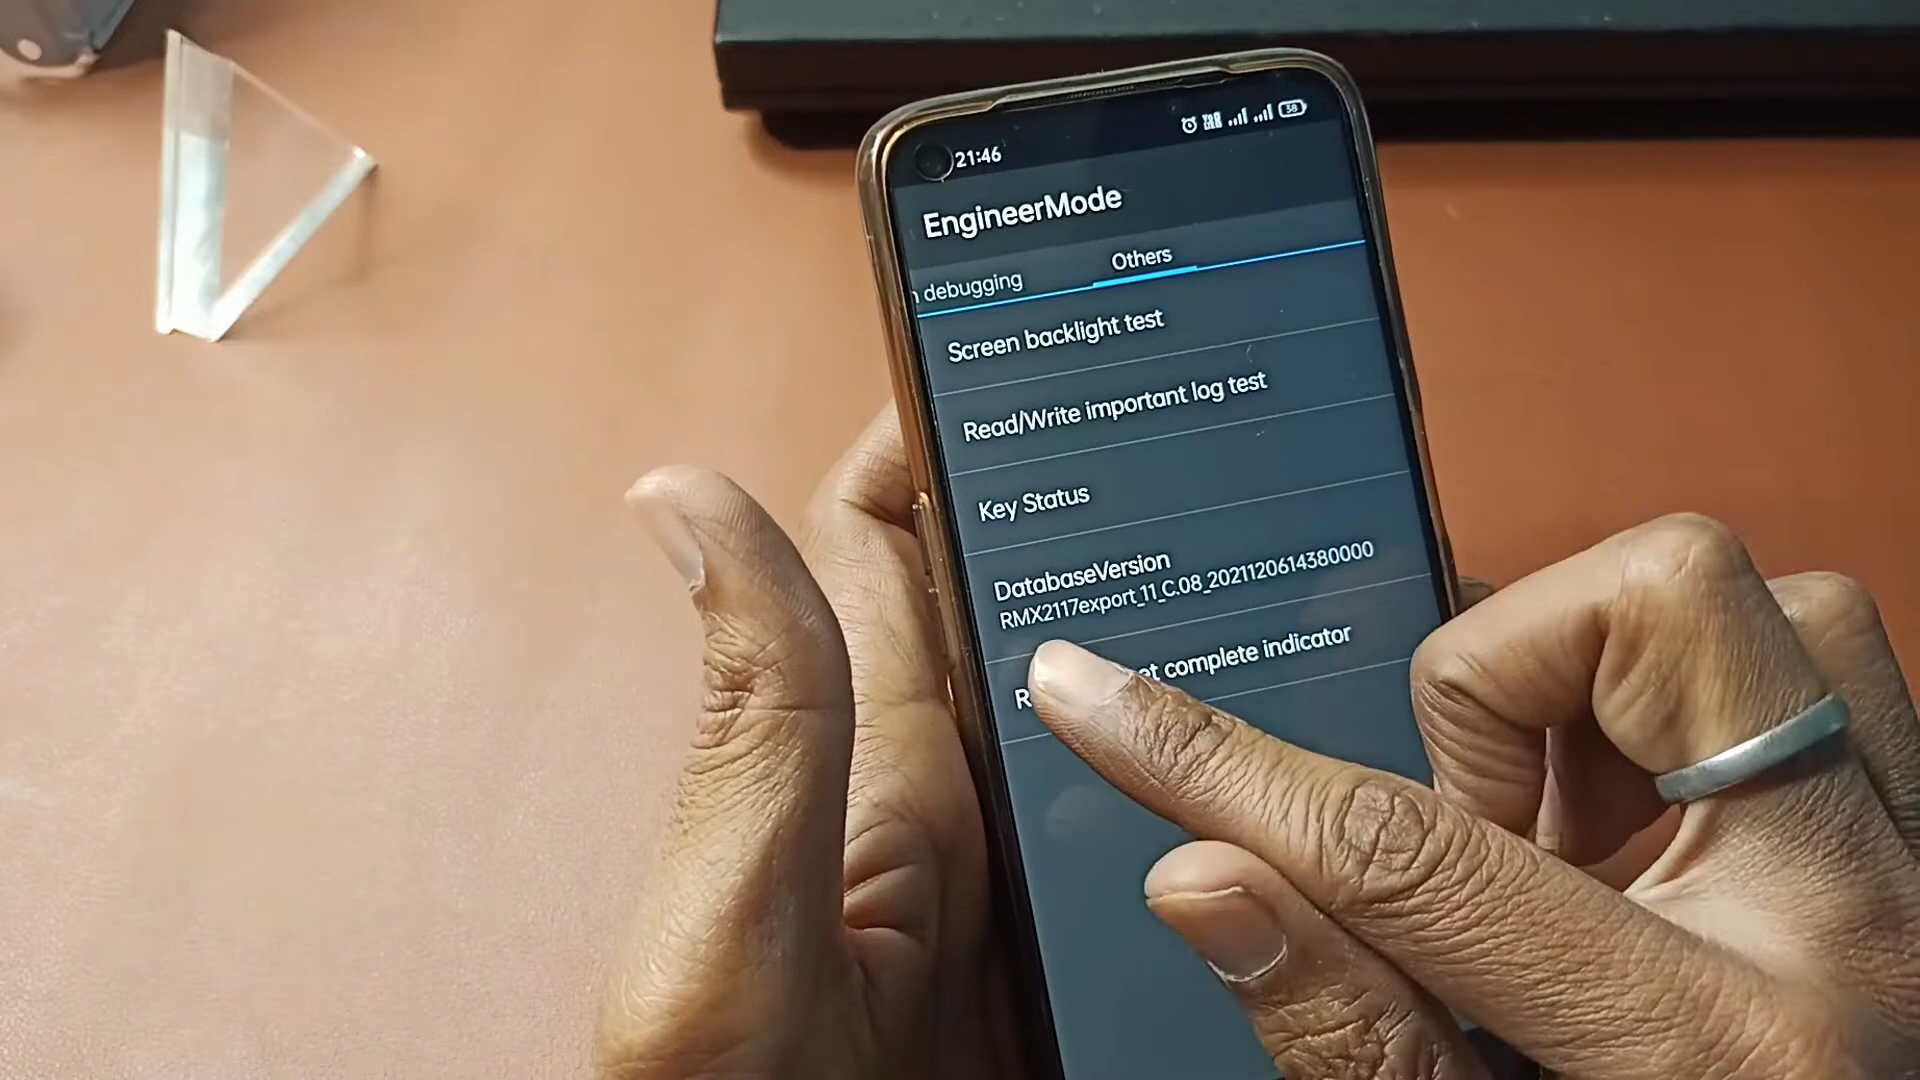 21:46
38
EngineerMode
debugging
Others
Screen backlight test
Read/Write important log test
Key Status
DatabaseVersion
RMX2117export_11_C.08_2021120614380000
complete indicator